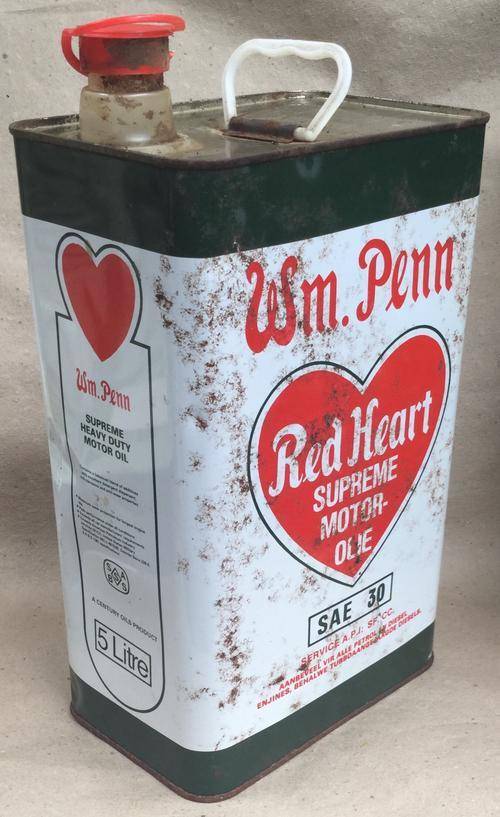 Wm. Penn
SUPREME
HEAVY DUTY
MOTOR OIL
A CENTURY OILS PRODUCT
5 Litre
Wm. Penn
Red Heart
SUPREME
MOTOR-
OLIE
SAE 30
SERVICE A.P.I. SF-CC.
AANBEVEEL VIR ALLE PETROL EN DIESEL
ENJINES, BEHALWE TURBOAANGEJAAGDE DIESELS.